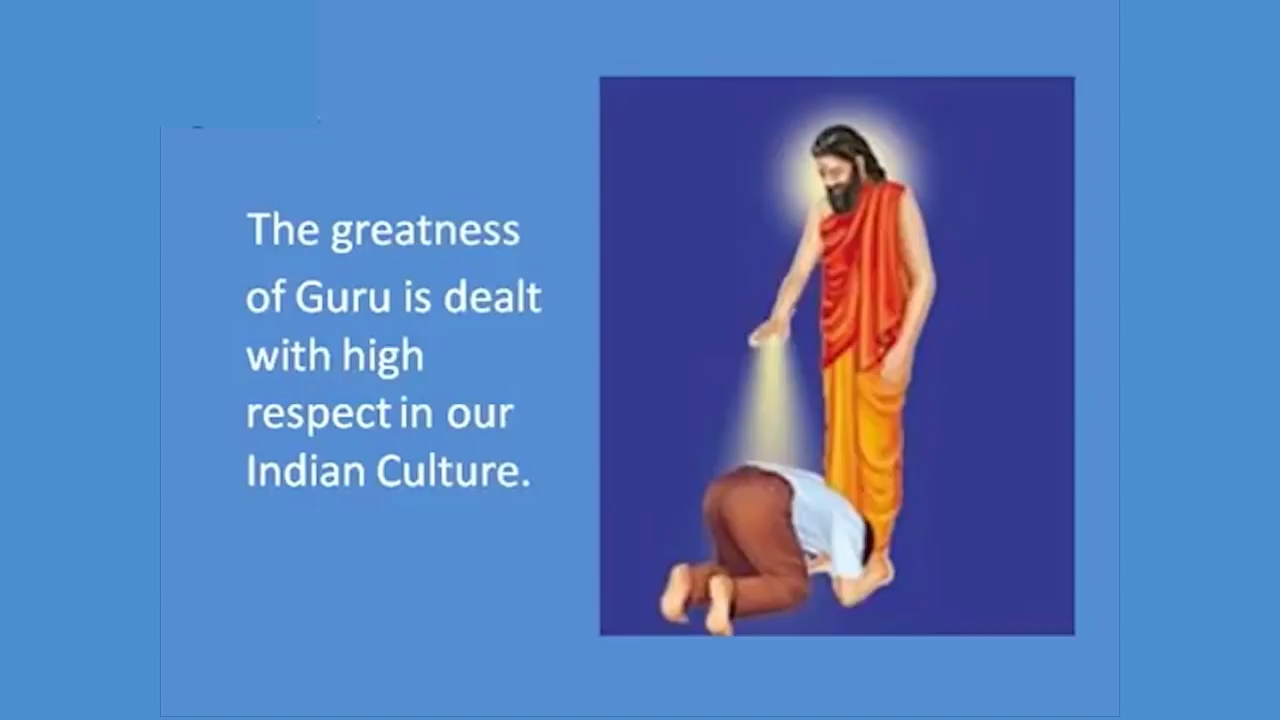 The greatness
of Guru is dealt
with high
respect in our
Indian Culture.